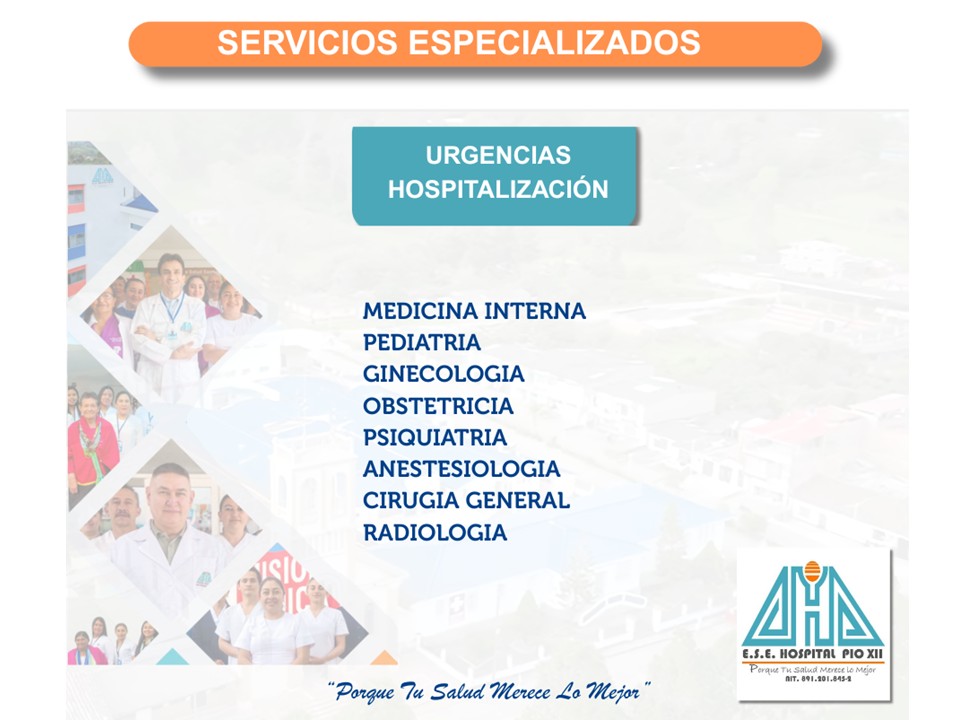 SERVICIOS ESPECIALIZADOS
URGENCIAS
HOSPITALIZACIÓN
MEDICINA INTERNA
PEDIATRIA
GINECOLOGIA
OBSTETRICIA
PSIQUIATRIA
ANESTESIOLOGIA
CIRUGIA GENERAL
RADIOLOGIA
E.S.E. HOSPITAL PIO XII
Porque Tu Salud Merece lo Mejor
NIT. 891.201.845-2
“Porque Tu Salud Merece Lo Mejor”